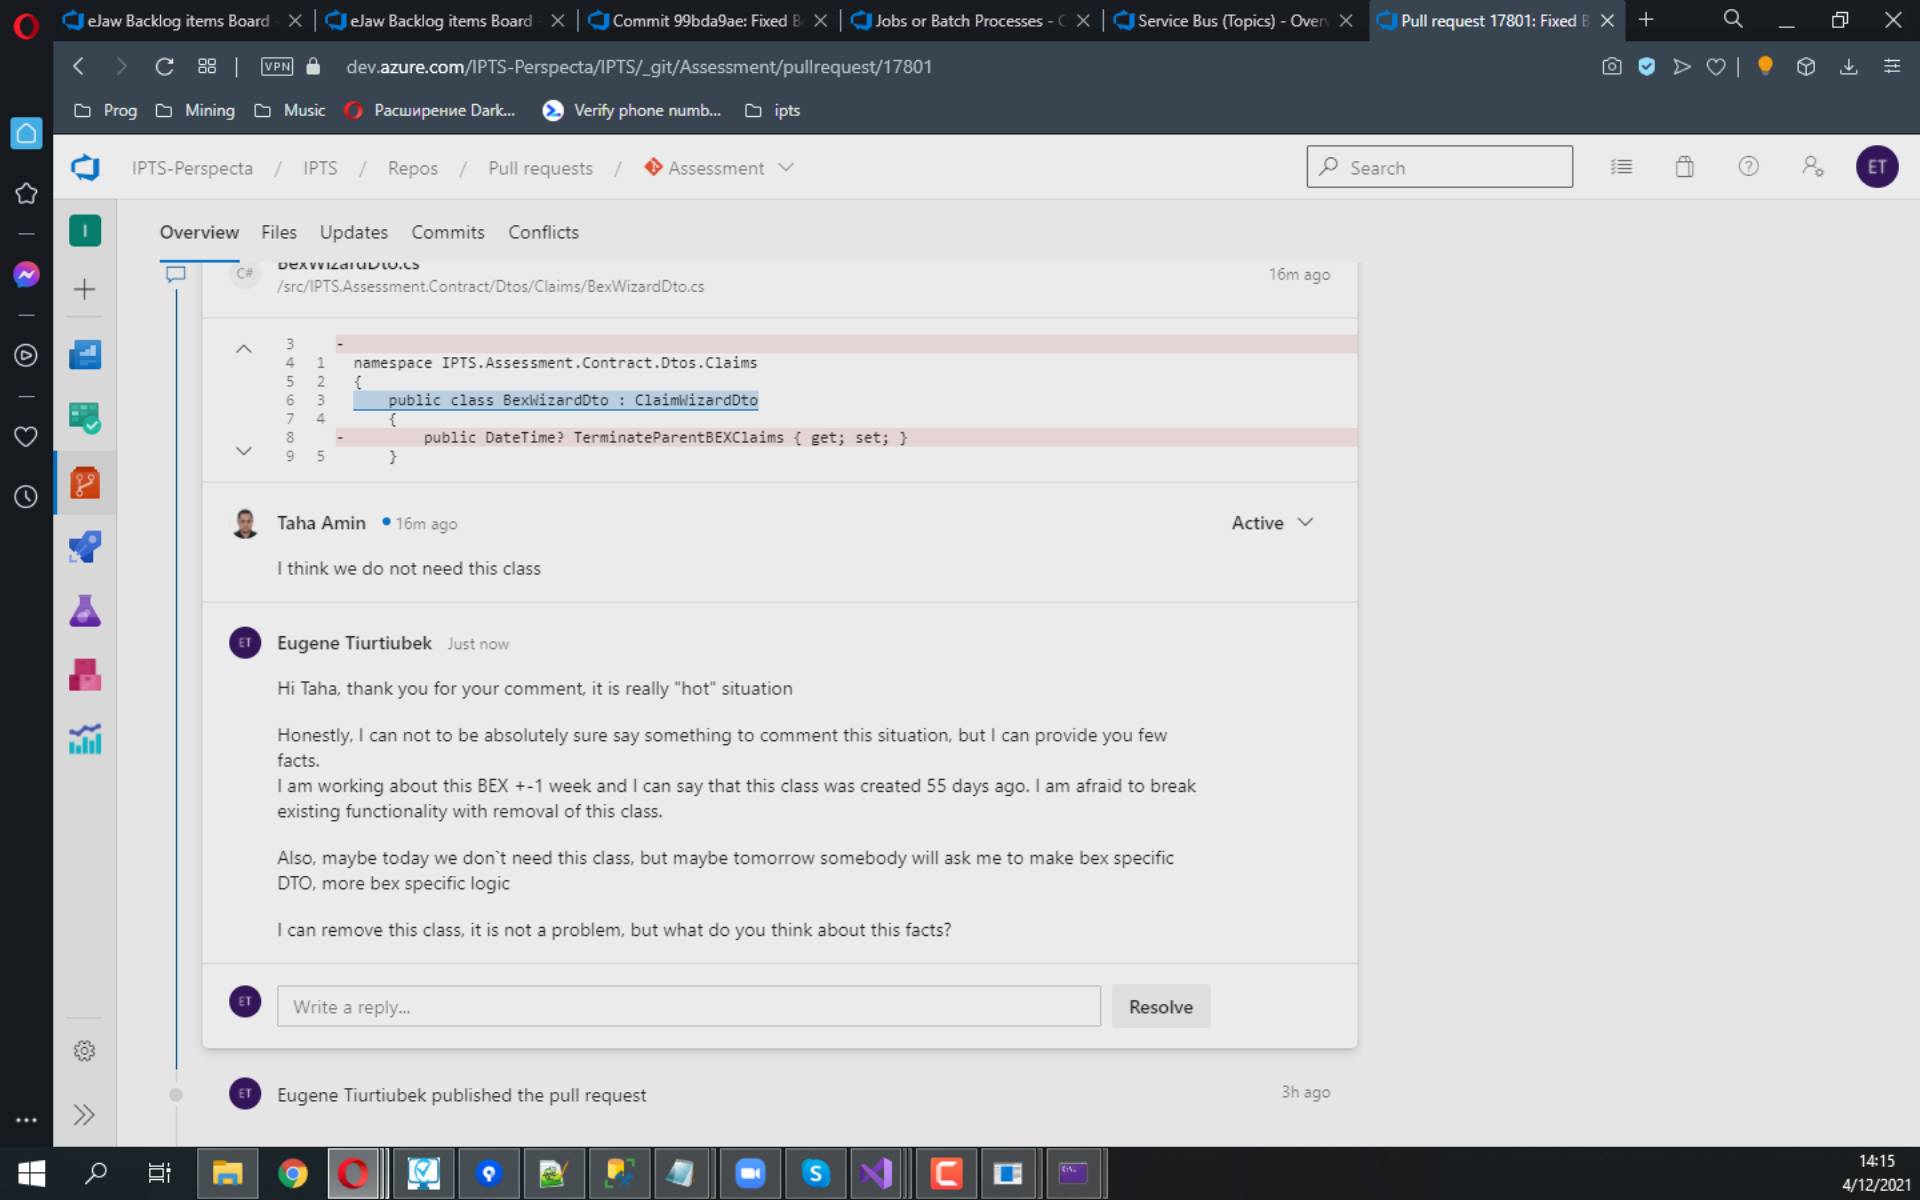 eJaw Backlog items Board
eJaw Backlog items Board
Commit 99bda9ae: Fixed B
Jobs or Batch Processes -
Service Bus (Topics) - Over
Pull request 17801: Fixed B
VPN
dev.azure.com/IPTS-Perspecta/IPTS/_git/Assessment/pullrequest/17801
Prog
Mining
Music
Расширение Dark...
Verify phone numb...
ipts
IPTS-Perspecta / IPTS / Repos / Pull requests / Assessment
Search
ET
I
Overview
Files
Updates
Commits
Conflicts
C#
BexWizardDto.cs
16m ago
/src/IPTS.Assessment.Contract/Dtos/Claims/BexWizardDto.cs
3 -
4 1 namespace IPTS.Assessment.Contract.Dtos.Claims
5 2 {
6 3 public class BexWizardDto : ClaimWizardDto
7 4 {
8 - public DateTime? TerminateParentBEXClaims { get; set; }
9 5 }
Taha Amin 16m ago
Active
I think we do not need this class
ET
Eugene Tiurtiubek Just now
Hi Taha, thank you for your comment, it is really "hot" situation
Honestly, I can not to be absolutely sure say something to comment this situation, but I can provide you few
facts.
I am working about this BEX +-1 week and I can say that this class was created 55 days ago. I am afraid to break
existing functionality with removal of this class.
Also, maybe today we don`t need this class, but maybe tomorrow somebody will ask me to make bex specific
DTO, more bex specific logic
I can remove this class, it is not a problem, but what do you think about this facts?
ET
Write a reply...
Resolve
ET
Eugene Tiurtiubek published the pull request
3h ago
14:15
4/12/2021